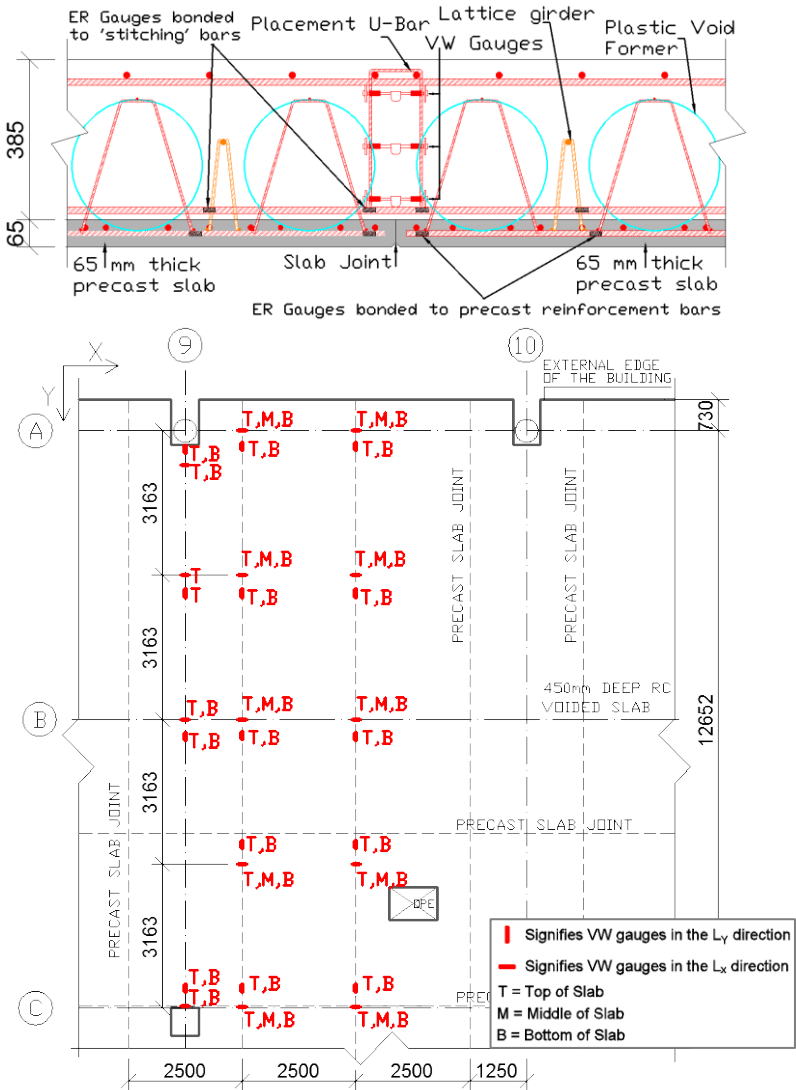 ER Gauges bonded
to 'stitching' bars
Placement U-Bar
Lattice girder
VW Gauges
Plastic Void
Former
385
65
65 mm thick
precast slab
Slab Joint
65 mm thick
precast slab
ER Gauges bonded to precast reinforcement bars
X
Y
9
10
EXTERNAL EDGE
OF THE BUILDING
730
A
T,M,B
T,M,B
T,B
T,B
T,B
T,B
3163
PRECAST SLAB JOINT
PRECAST SLAB JOINT
T,M,B
T,M,B
T
T
T,B
T,B
3163
450mm DEEP RC
VOIDED SLAB
B
T,B
T,M,B
T,M,B
T,B
T,B
T,B
12652
3163
PRECAST SLAB JOINT
PRECAST SLAB JOINT
T,B
T,B
T,M,B
T,M,B
OPE
3163
T,B
T,B
T,B
T,B
C
T,M,B
T,M,B
PREC
Signifies VW gauges in the LY direction
Signifies VW gauges in the LX direction
T = Top of Slab
M = Middle of Slab
B = Bottom of Slab
2500
2500
2500
1250